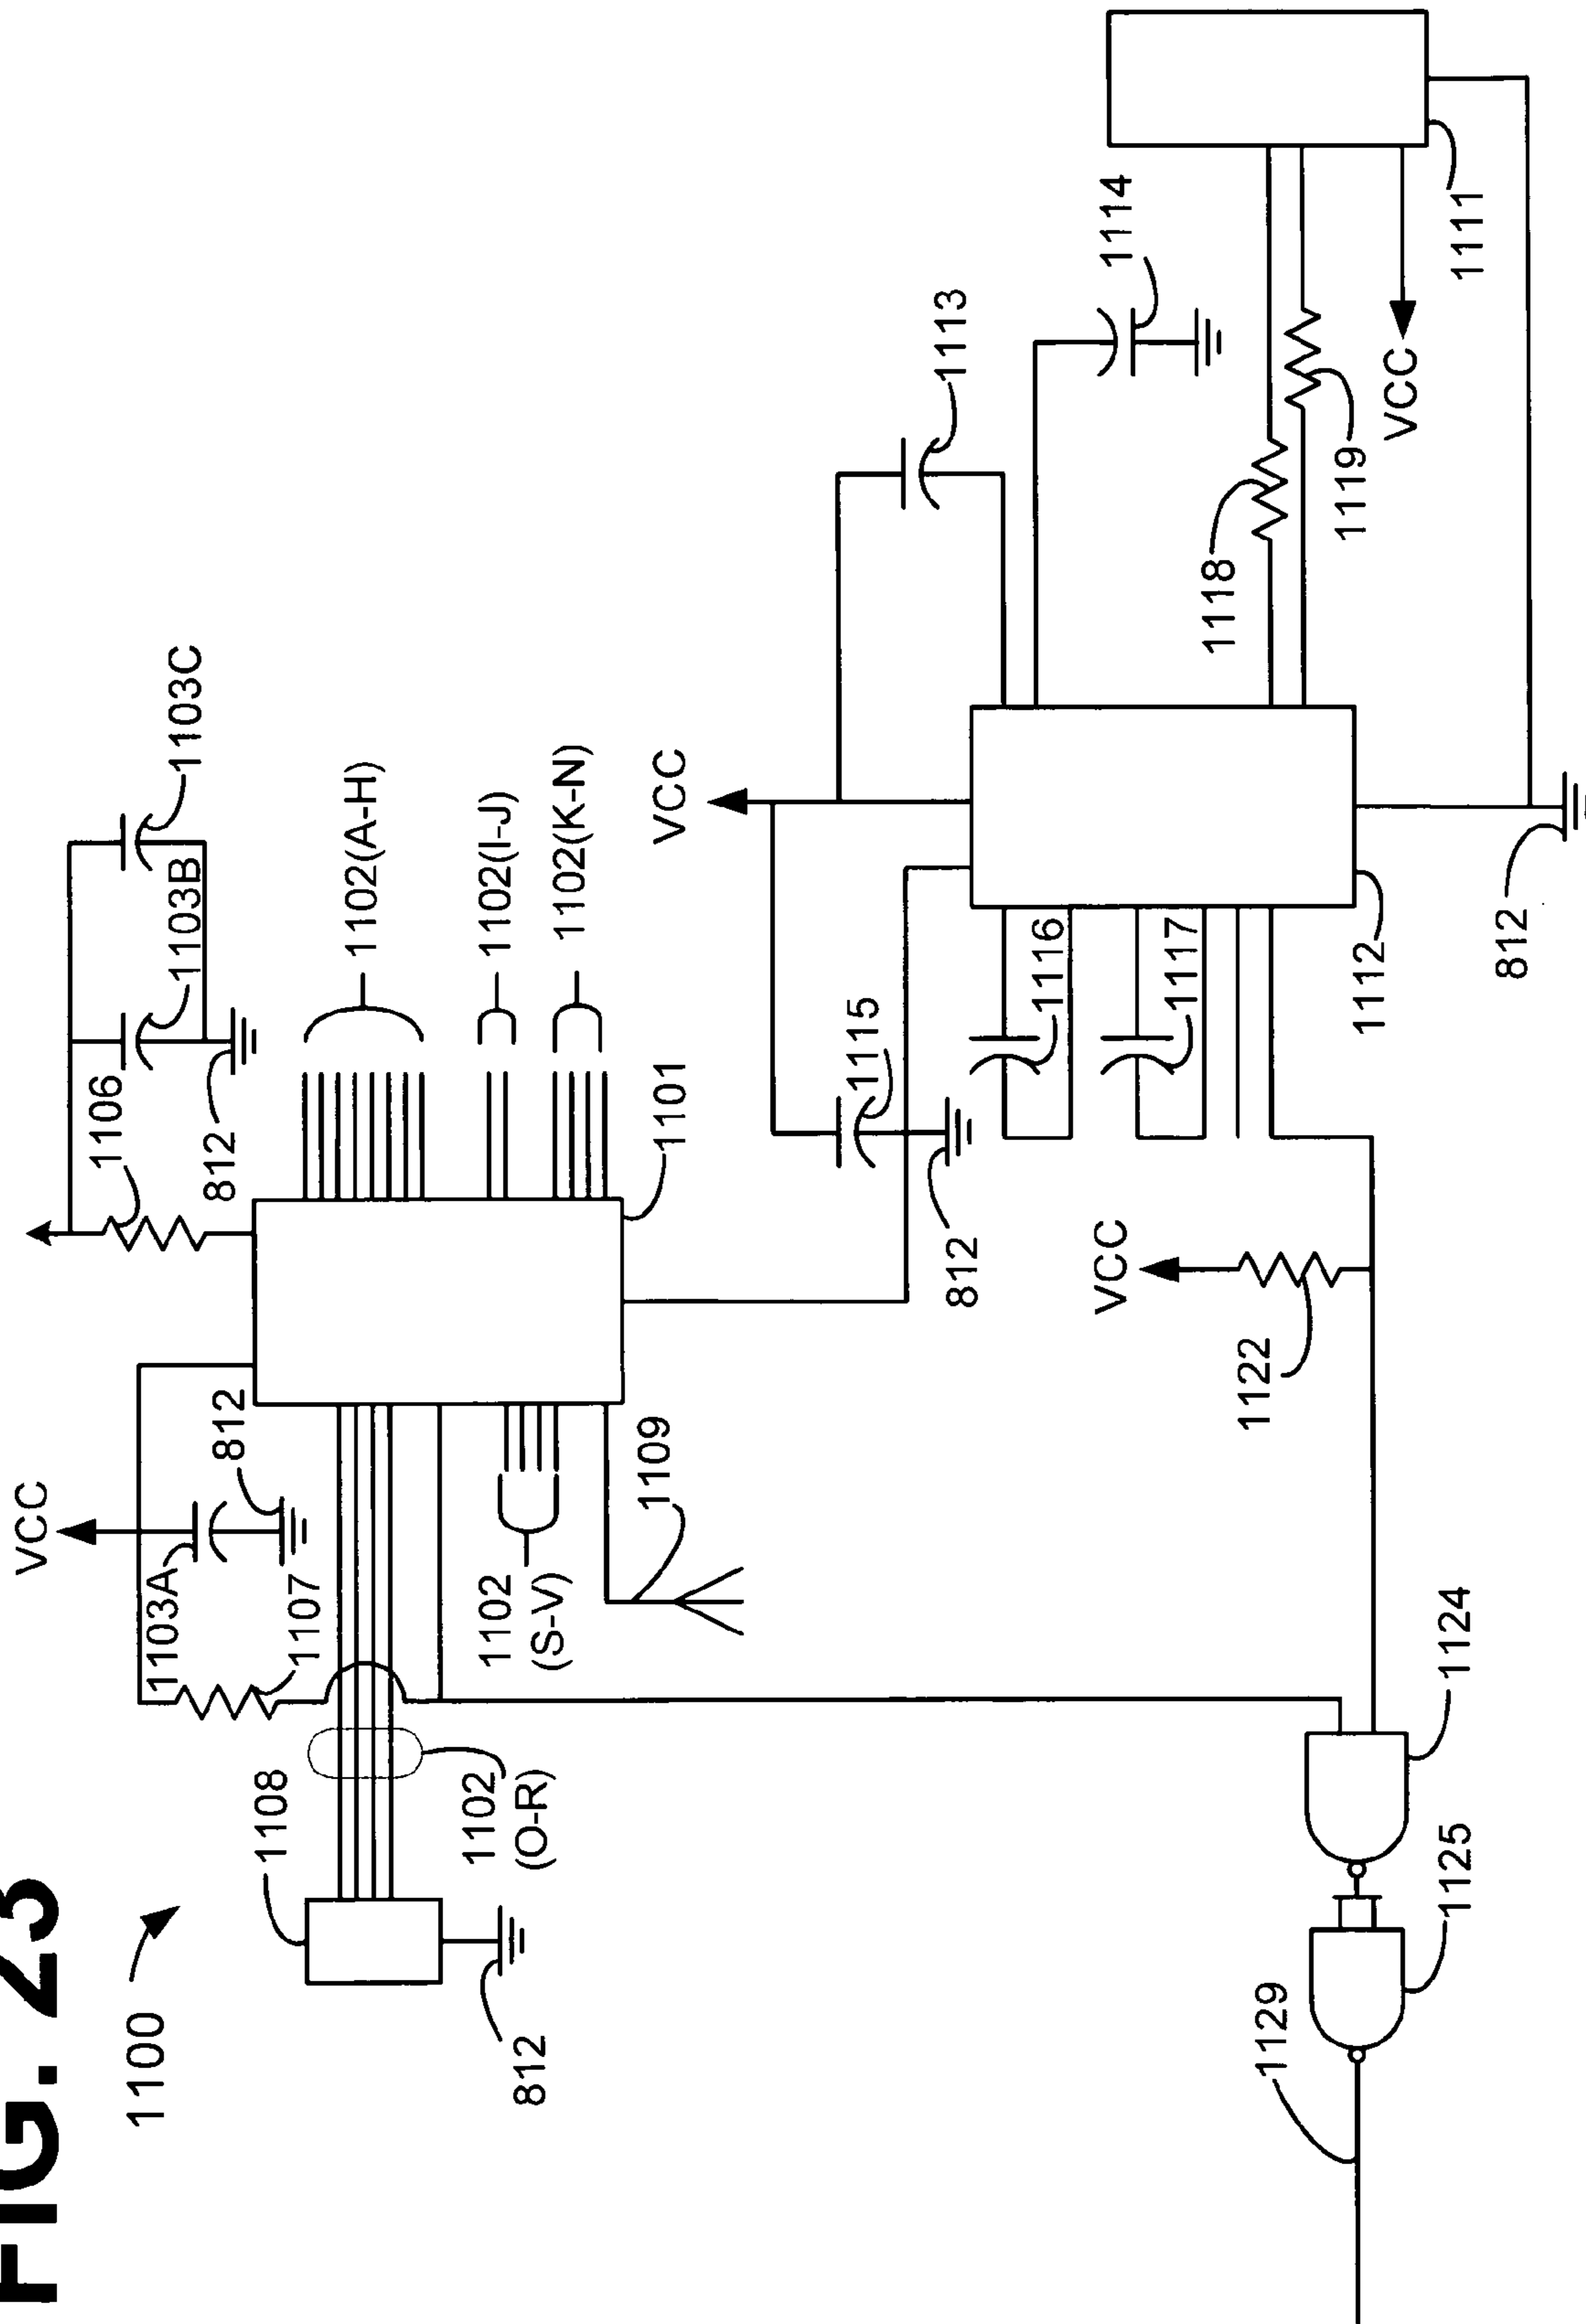 FIG. 23
1100
VCC
812
1103A
1107
1106
812
1103B
1103C
1108
1102
(O-R)
812
1102
(S-V)
1109
1102(A-H)
1102(I-J)
1102(K-N)
1101
VCC
1115
812
1113
1114
1116
1117
1112
812
1118
1119
VCC
1111
VCC
1122
1124
1125
1129